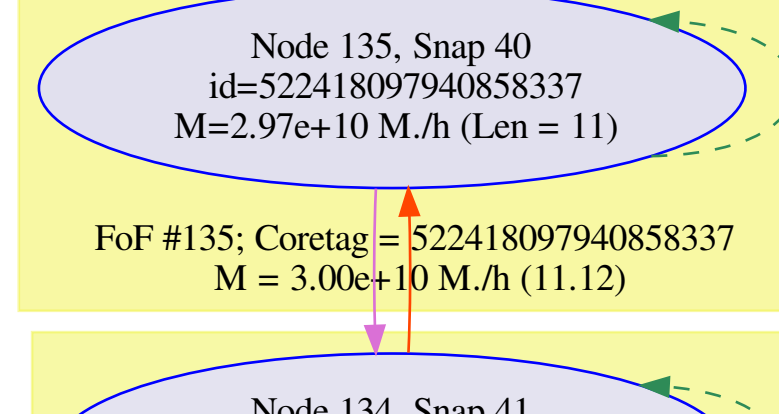 Node 135, Snap 40
id=522418097940858337
M=2.97e+10 M./h (Len = 11)
FoF #135; Coretag = 522418097940858337
M = 3.00e+10 M./h (11.12)
Node 134, Snap 41